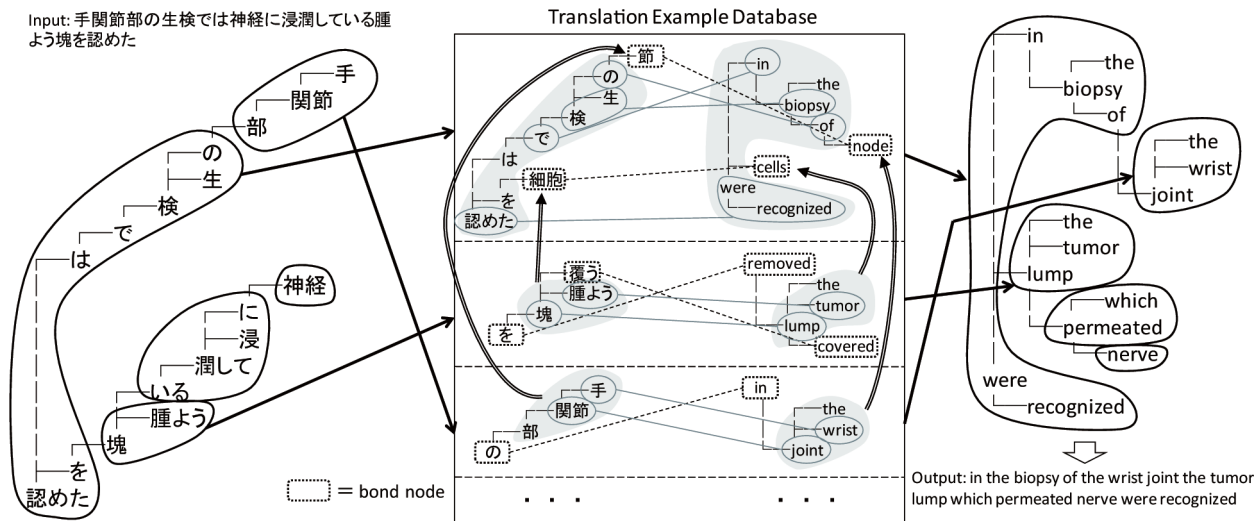 Input: 手関節部の生検では神経に浸潤している腫
よう塊を認めた
手
関節
部
の
生
検
で
は
神経
に
浸
潤して
いる
腫よう
塊
を
認めた
Translation Example Database
節
の
生
検
で
は
細胞
を
認めた
in
the
biopsy
of
node
cells
were
recognized
覆う
腫よう
塊
を
removed
the
tumor
lump
covered
手
関節
部
の
in
the
wrist
joint
. . .
. . .
= bond node
in
the
biopsy
of
the
wrist
joint
the
tumor
lump
which
permeated
nerve
were
recognized
Output: in the biopsy of the wrist joint the tumor
lump which permeated nerve were recognized